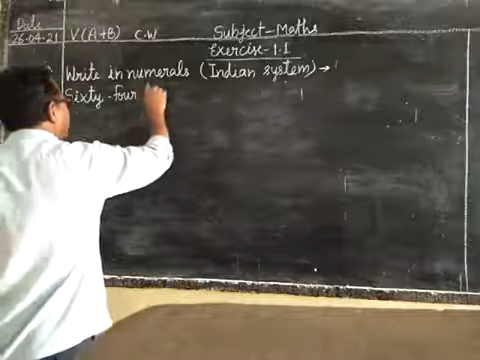 Date
26-04-21 V (A+B) C.W Subject-Maths
Exercise-1.1
Write in numerals (Indian system) →
Sixty-four